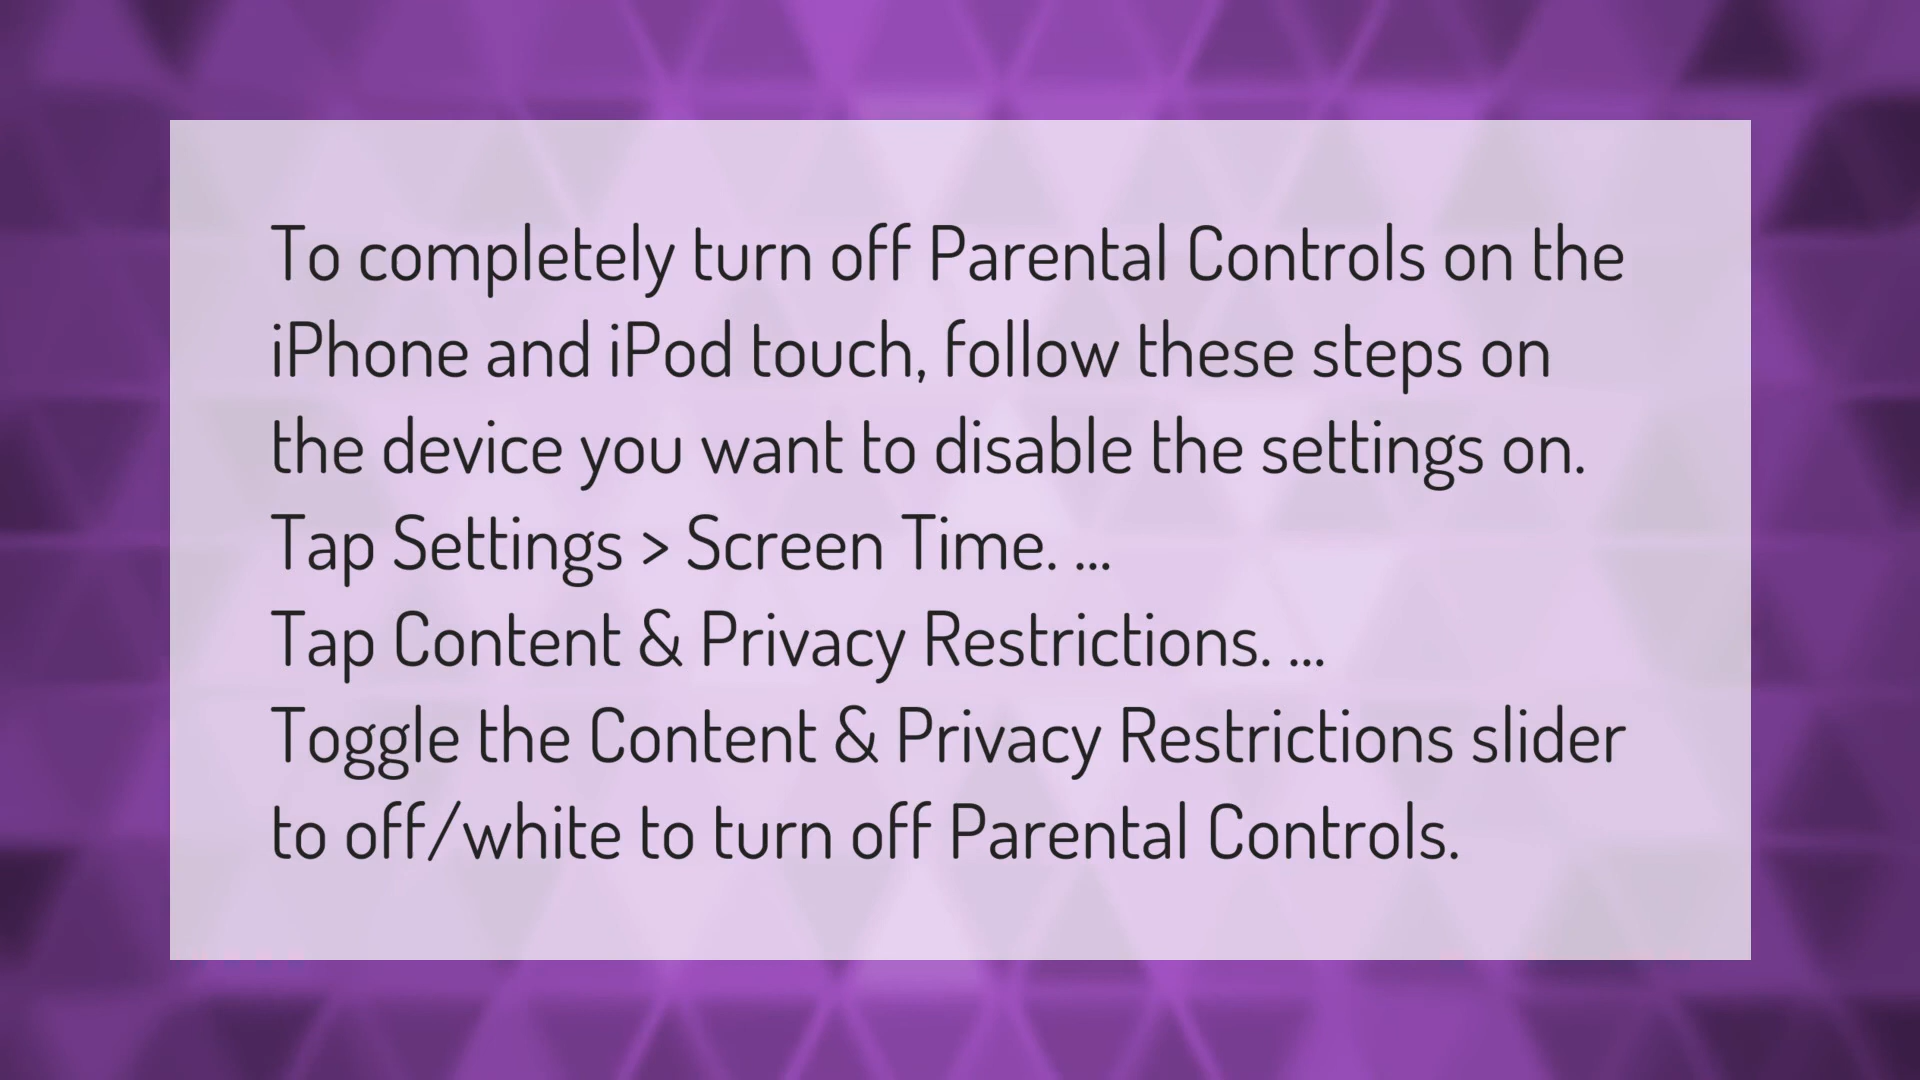 To completely turn off Parental Controls on the
iPhone and iPod touch, follow these steps on
the device you want to disable the settings on.
Tap Settings > Screen Time. ...
Tap Content & Privacy Restrictions. ...
Toggle the Content & Privacy Restrictions slider
to off/white to turn off Parental Controls.